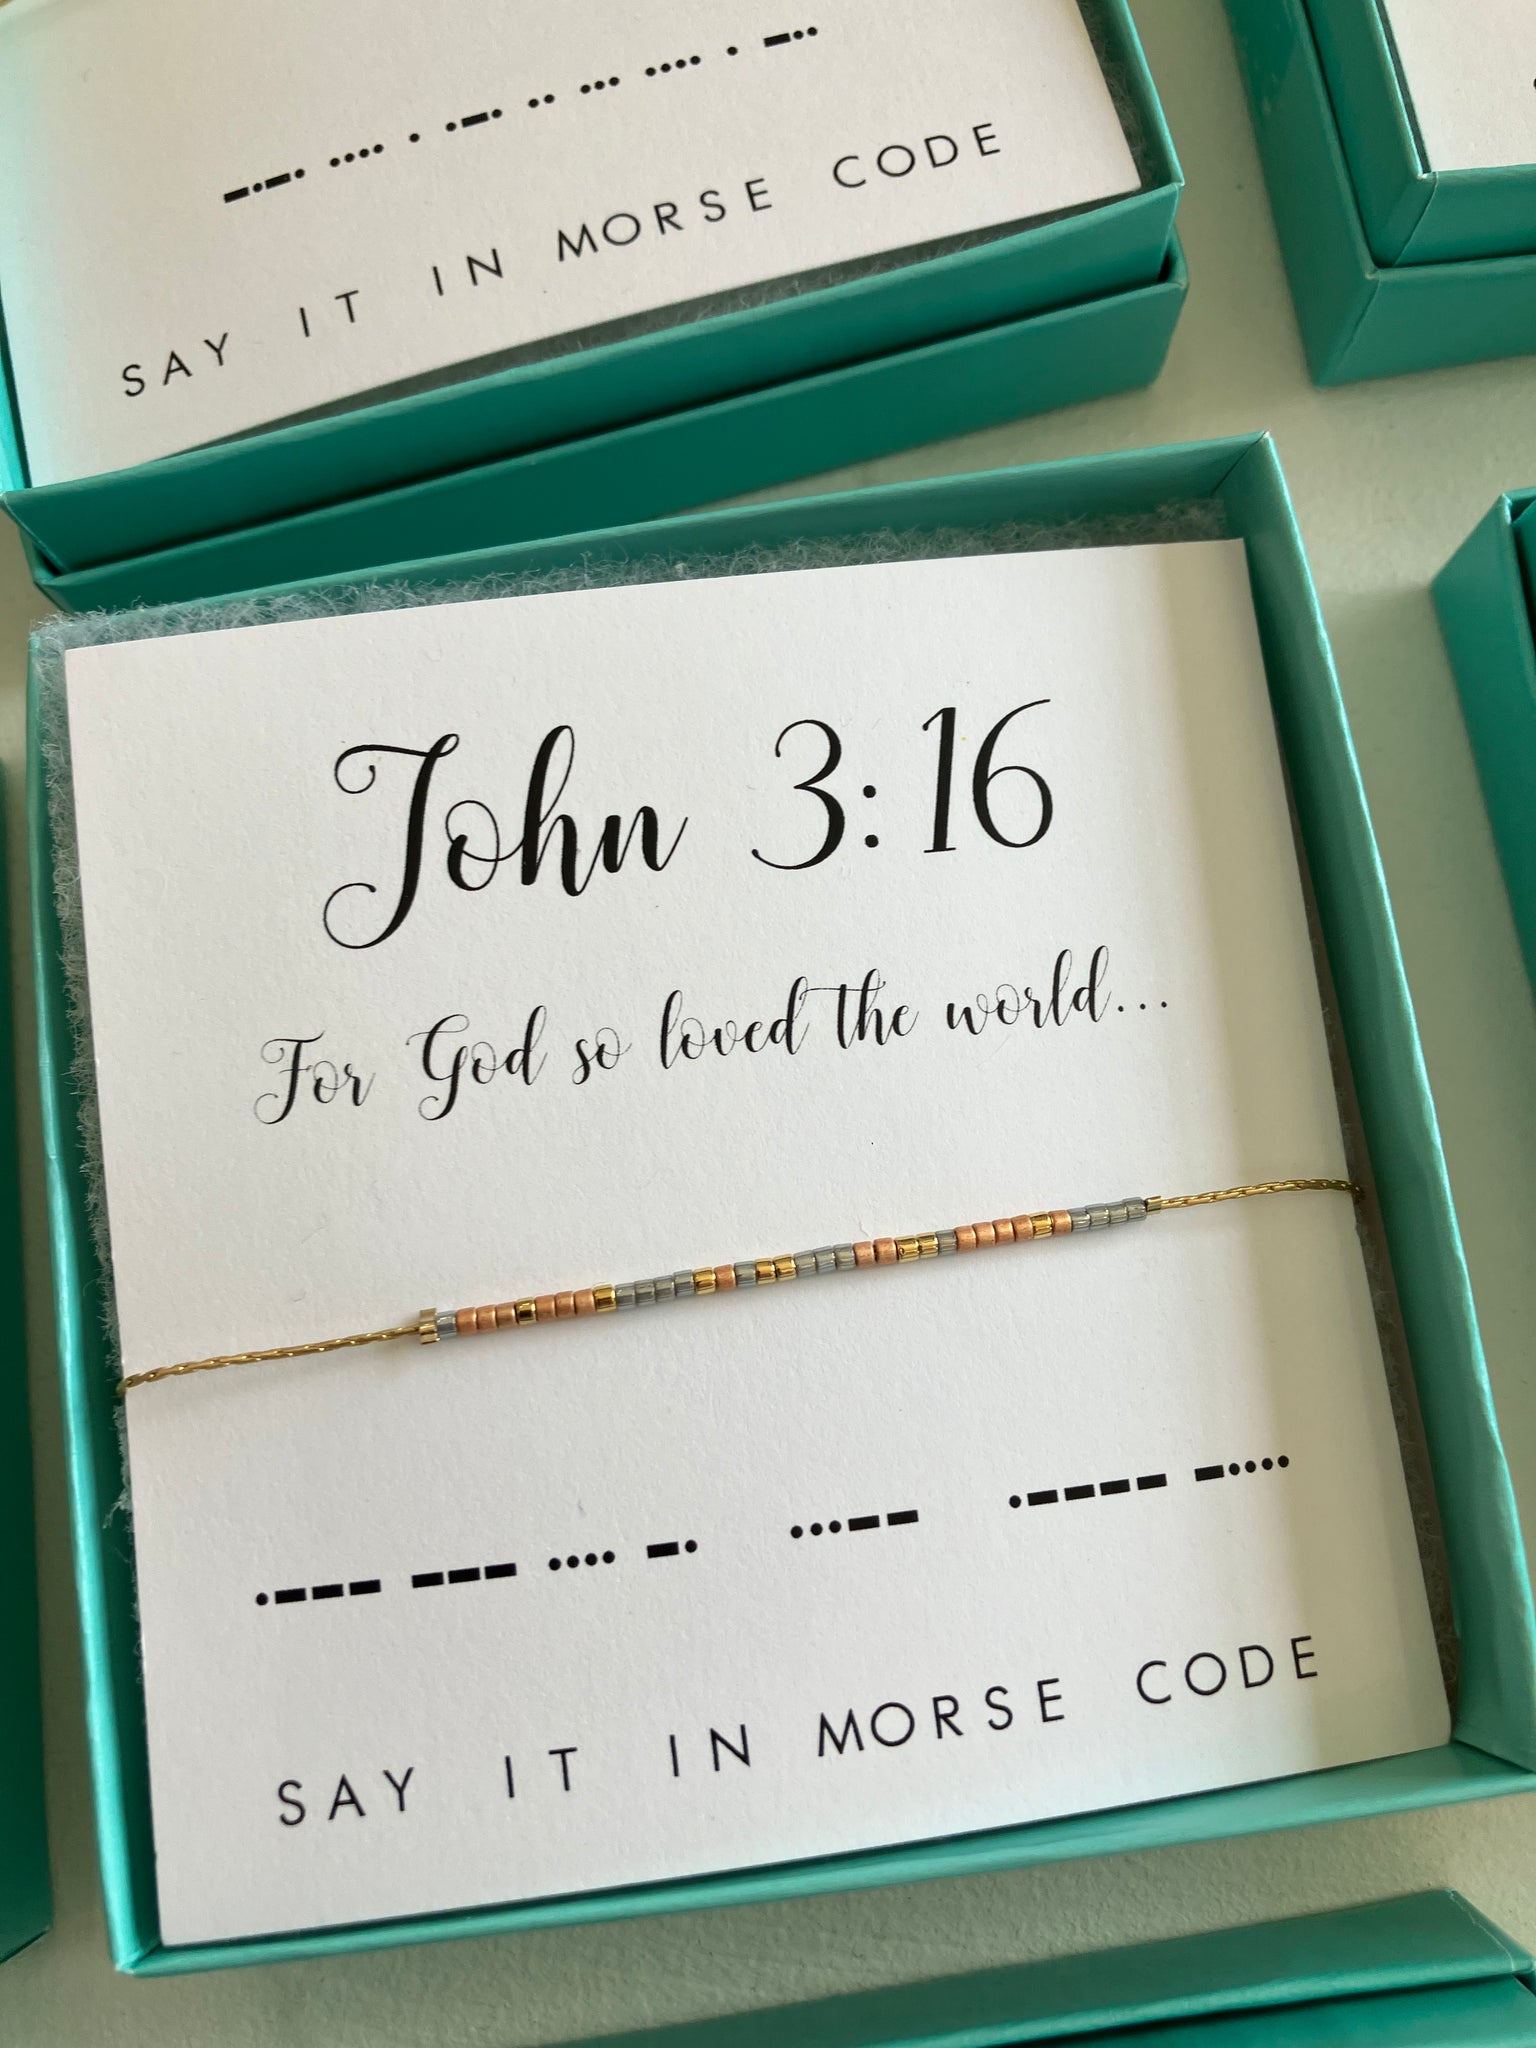 -.-. .... . .-. .. ... .... . -..
SAY IT IN MORSE CODE
John 3:16
For God so loved the world...
.--- --- .... -. ...-- .---- -....
SAY IT IN MORSE CODE